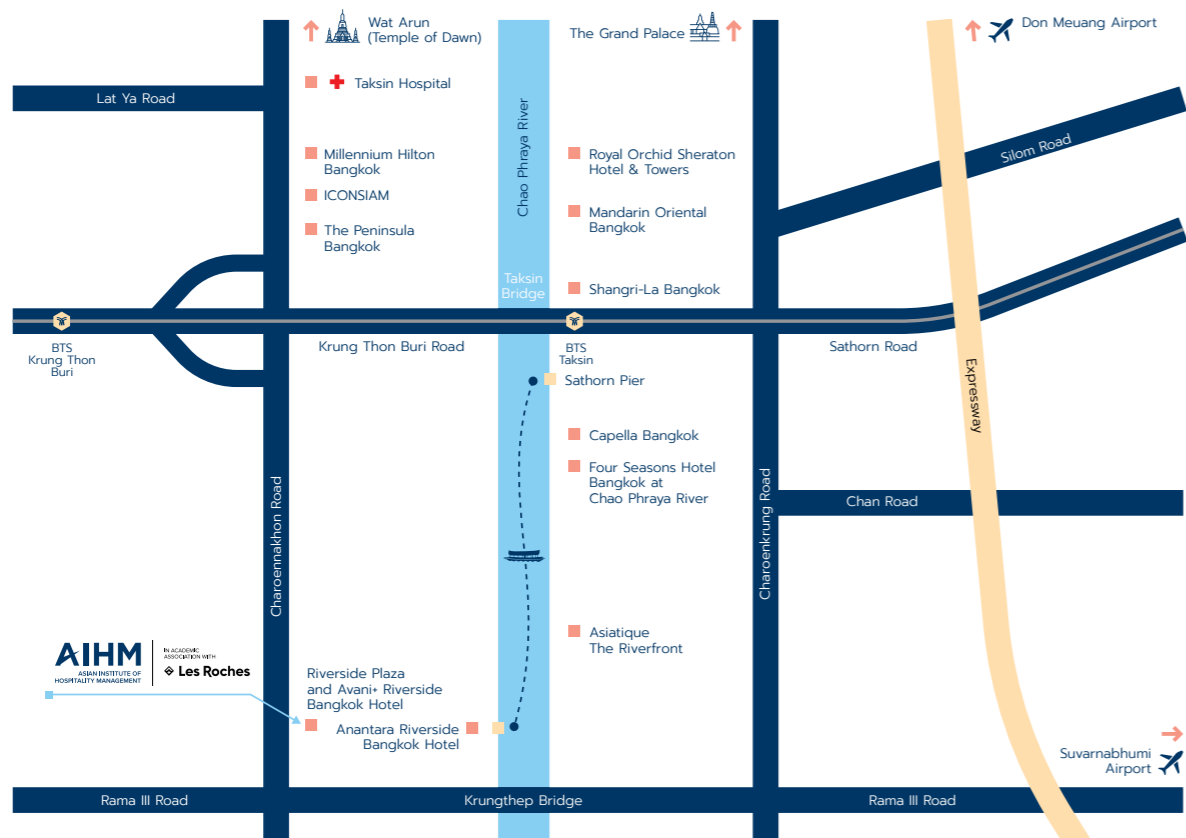 Wat Arun
(Temple of Dawn)
The Grand Palace
Don Meuang Airport
Taksin Hospital
Lat Ya Road
Chao Phraya River
Millennium Hilton
Bangkok
ICONSIAM
The Peninsula
Bangkok
Royal Orchid Sheraton
Hotel & Towers
Mandarin Oriental
Bangkok
Silom Road
Taksin
Bridge
Shangri-La Bangkok
BTS
Krung Thon
Buri
Krung Thon Buri Road
BTS
Taksin
Sathorn Road
Sathorn Pier
Expressway
Capella Bangkok
Four Seasons Hotel
Bangkok at
Chao Phraya River
Chan Road
Charoennakhon Road
Charoenkrung Road
Asiatique
The Riverfront
AIHM
ASIAN INSTITUTE OF
HOSPITALITY MANAGEMENT
IN ACADEMIC
ASSOCIATION WITH
Les Roches
Riverside Plaza
and Avani+ Riverside
Bangkok Hotel
Anantara Riverside
Bangkok Hotel
Suvarnabhumi
Airport
Rama III Road
Krungthep Bridge
Rama III Road